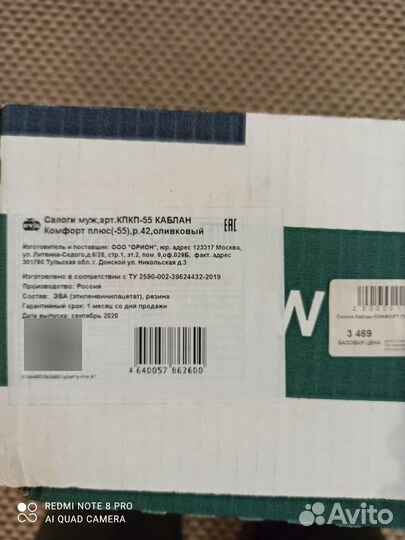 Сапоги муж,арт.КПКП-55 КАБЛАН
Комфорт плюс(-55),р.42,оливковый
EAC
Изготовитель и поставщик: ООО "ОРИОН", юр. адрес 123317 Москва,
ул. Литвина-Седого,д.6/28, стр.1, эт.2, пом. 9,оф.029Б, факт. адрес
301760 Тульская обл. г. Донской ул. Никольская д.3
Изготовлено в соответствии с ТУ 2590-002-39624432-2019
Производство: Россия
Состав: ЭВА (этиленвинилацетат), резина
Гарантийный срок: 1 месяц со дня продажи
Дата выпуска: сентябрь 2020
4 640057 862600
W
Сапоги Каблан КОМФОРТ
3 469
БАЗОВАЯ ЦЕНА
REDMI NOTE 8 PRO
AI QUAD CAMERA
Avito